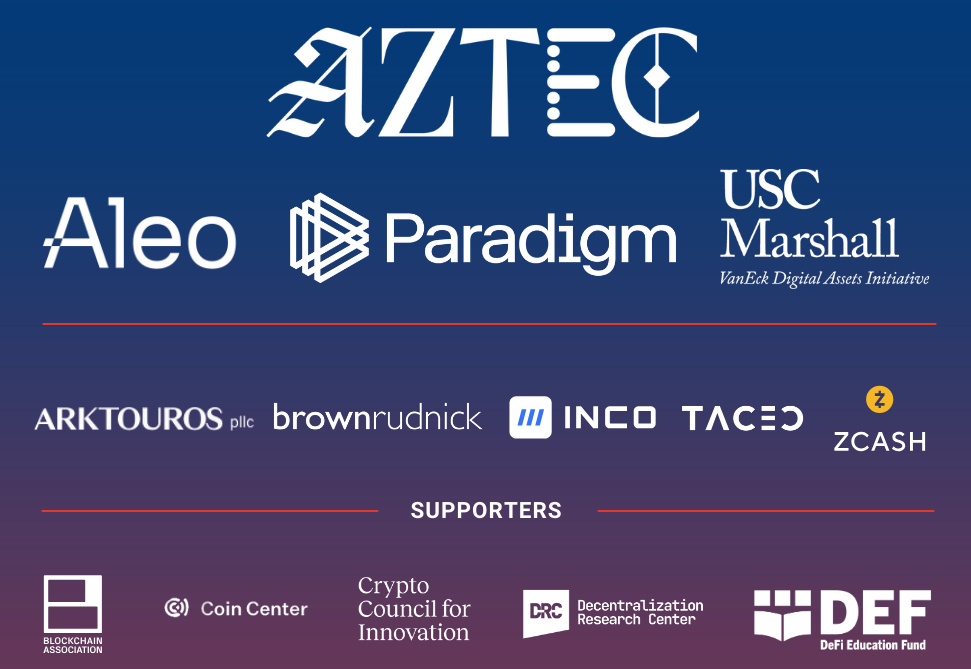 AZTEC
Aleo
Paradigm
USC
Marshall
VanEck Digital Assets Initiative
ARKTOUROS pllc
brownrudnick
INCO
TACEO
ZCASH
SUPPORTERS
BLOCKCHAIN
ASSOCIATION
Coin Center
Crypto
Council for
Innovation
DRC
Decentralization
Research Center
DEF
DeFi Education Fund